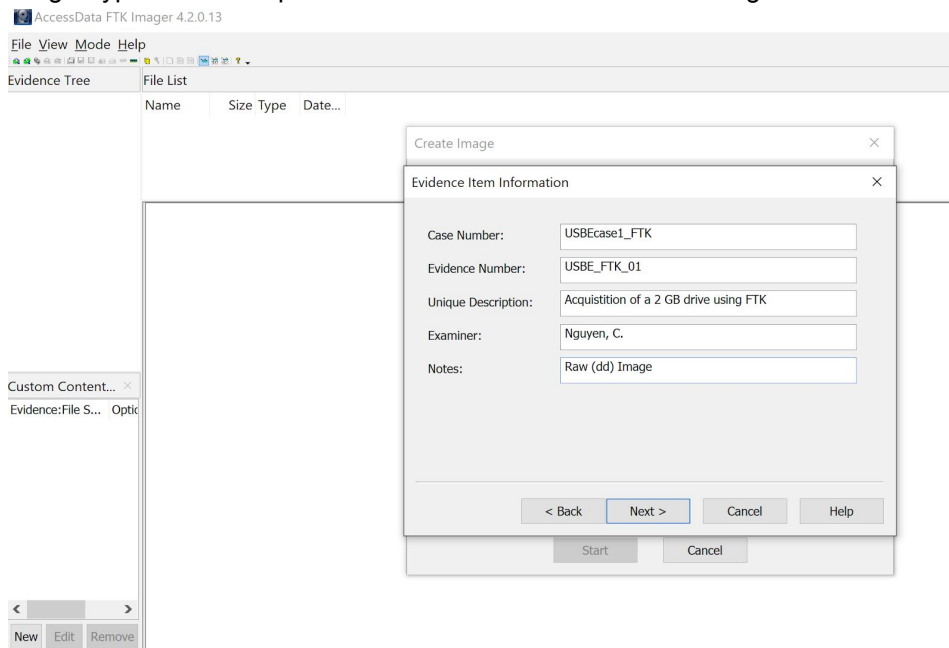 AccessData FTK Imager 4.2.0.13
File View Mode Help
Evidence Tree
File List
Name Size Type Date...
Create Image
Evidence Item Information
Case Number: USBEcase1_FTK
Evidence Number: USBE_FTK_01
Unique Description: Acquistition of a 2 GB drive using FTK
Examiner: Nguyen, C.
Notes: Raw (dd) Image
Custom Content...
Evidence:File S... Optic
< Back Next > Cancel Help
Start Cancel
New Edit Remove